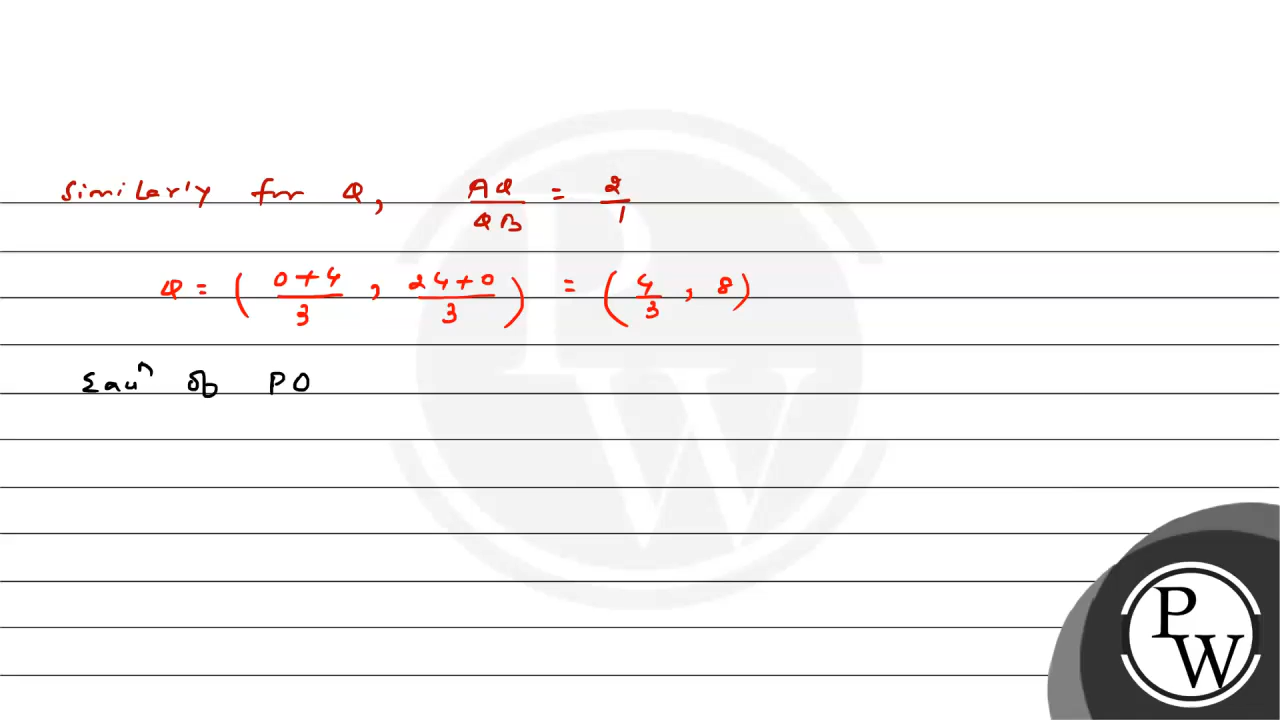 Similarly for Q, AQ/QB = 2/1
Q = ( 0+4/3 , 24+0/3 ) = ( 4/3 , 8 )
Eqn of PO
P
W
P
W